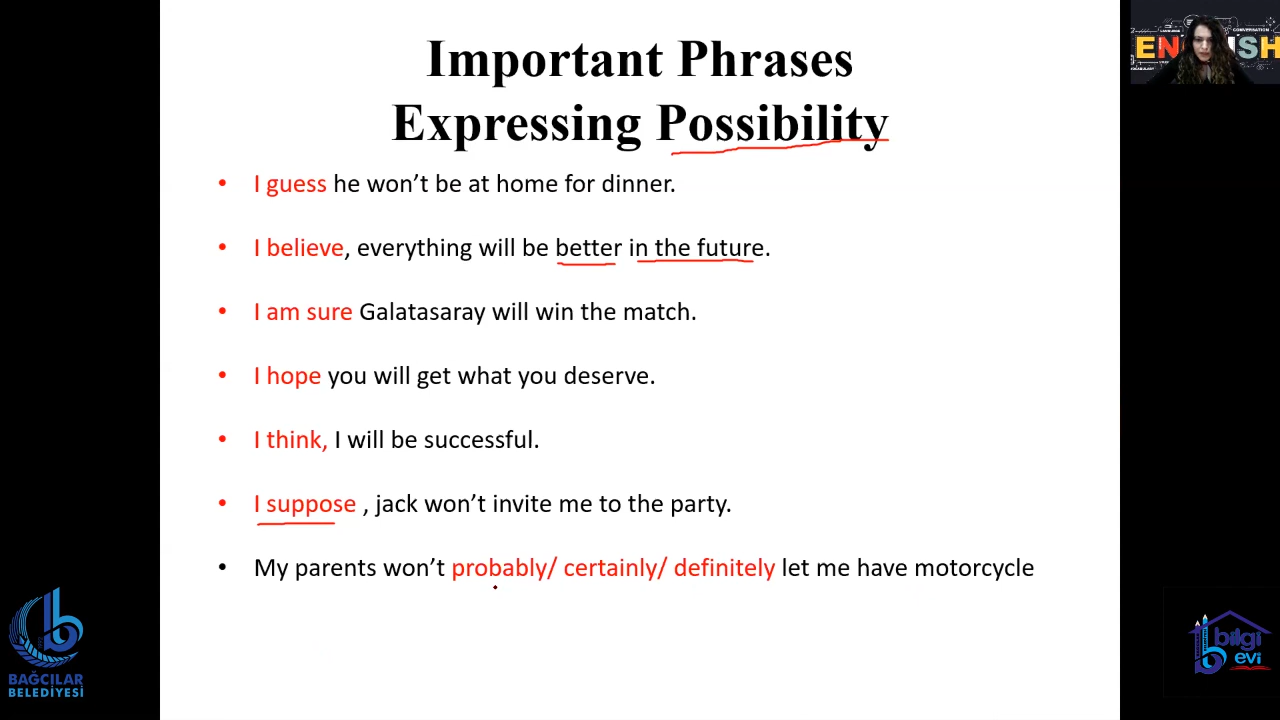 Important Phrases
Expressing Possibility
• I guess he won’t be at home for dinner.
• I believe, everything will be better in the future.
• I am sure Galatasaray will win the match.
• I hope you will get what you deserve.
• I think, I will be successful.
• I suppose , jack won’t invite me to the party.
• My parents won’t probably/ certainly/ definitely let me have motorcycle
CONVERSATION
ENGLISH
BAĞCILAR
BELEDİYESİ
bilgi
evi